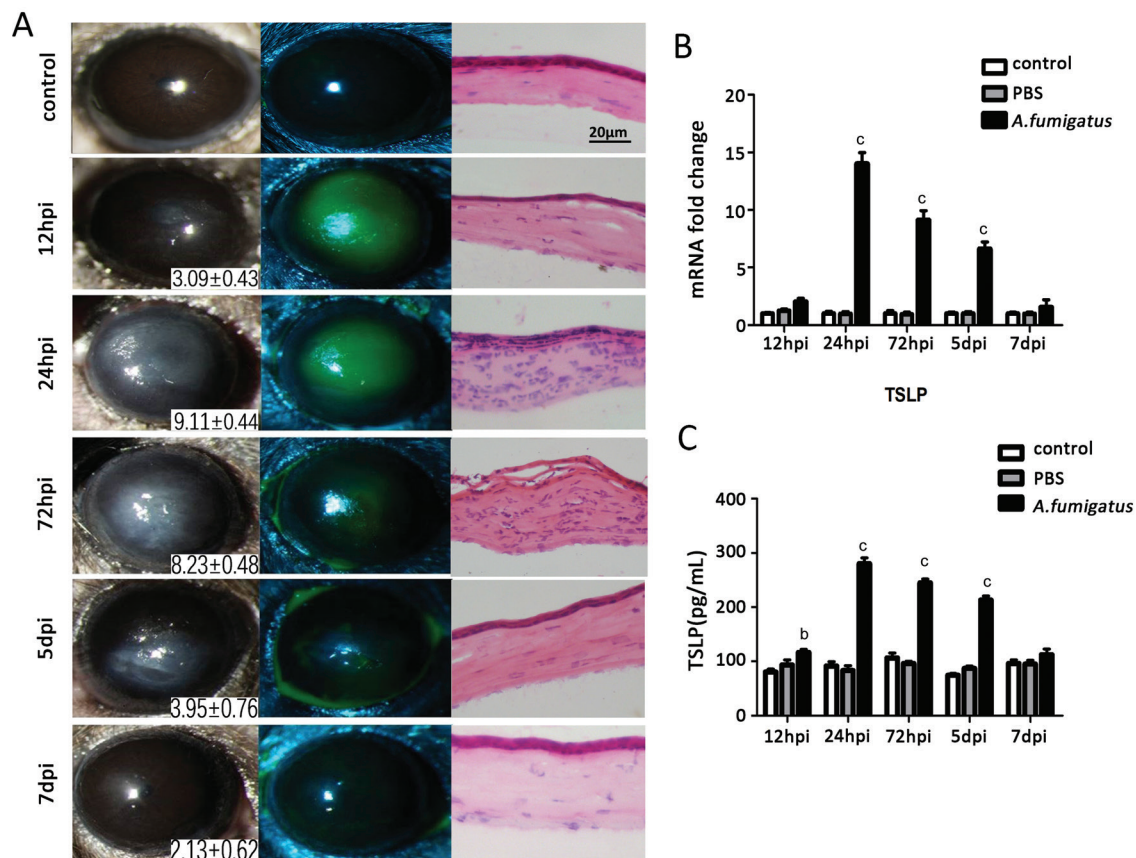 A
control
20μm
12hpi
3.09±0.43
24hpi
9.11±0.44
72hpi
8.23±0.48
5dpi
3.95±0.76
7dpi
2.13±0.62
B
control
PBS
A.fumigatus
mRNA fold change
20
15
10
5
0
c
c
c
12hpi 24hpi 72hpi 5dpi 7dpi
TSLP
C
control
PBS
A.fumigatus
TSLP(pg/mL)
400
300
200
100
0
b
c
c
c
12hpi 24hpi 72hpi 5dpi 7dpi